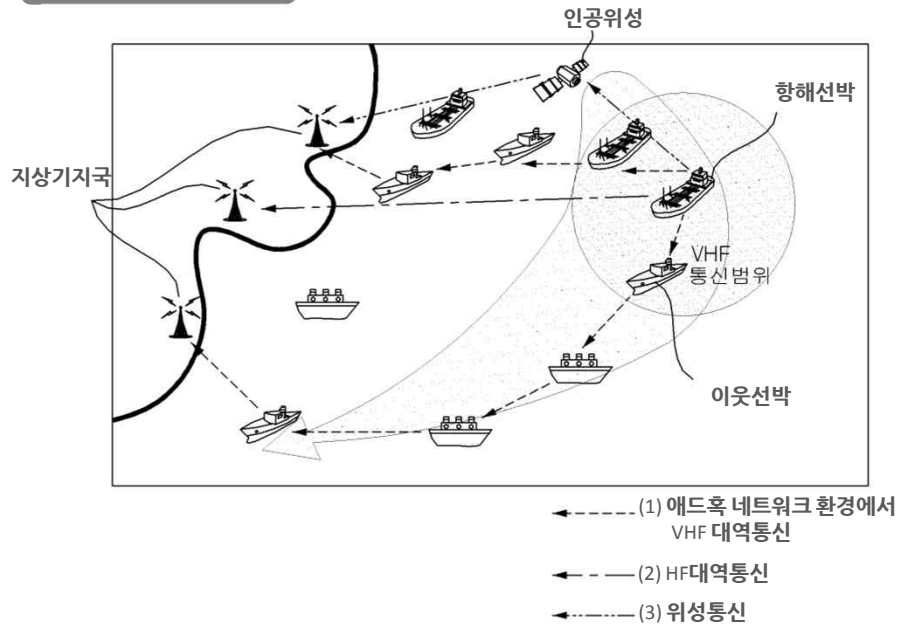 인공위성
항해선박
지상기지국
VHF
통신범위
이웃선박
(1) 애드혹 네트워크 환경에서
VHF 대역통신
(2) HF대역통신
(3) 위성통신